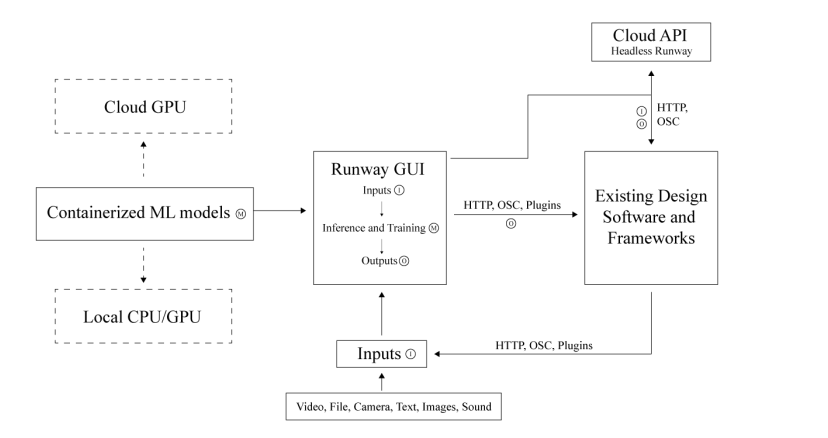 Cloud API
Headless Runway
Cloud GPU
HTTP,
OSC
Ⓘ
Ⓞ
Runway GUI
Inputs Ⓘ
Inference and Training Ⓜ
Outputs Ⓞ
Containerized ML models Ⓜ
HTTP, OSC, Plugins
Ⓞ
Existing Design
Software and
Frameworks
Local CPU/GPU
Inputs Ⓘ
HTTP, OSC, Plugins
Video, File, Camera, Text, Images, Sound